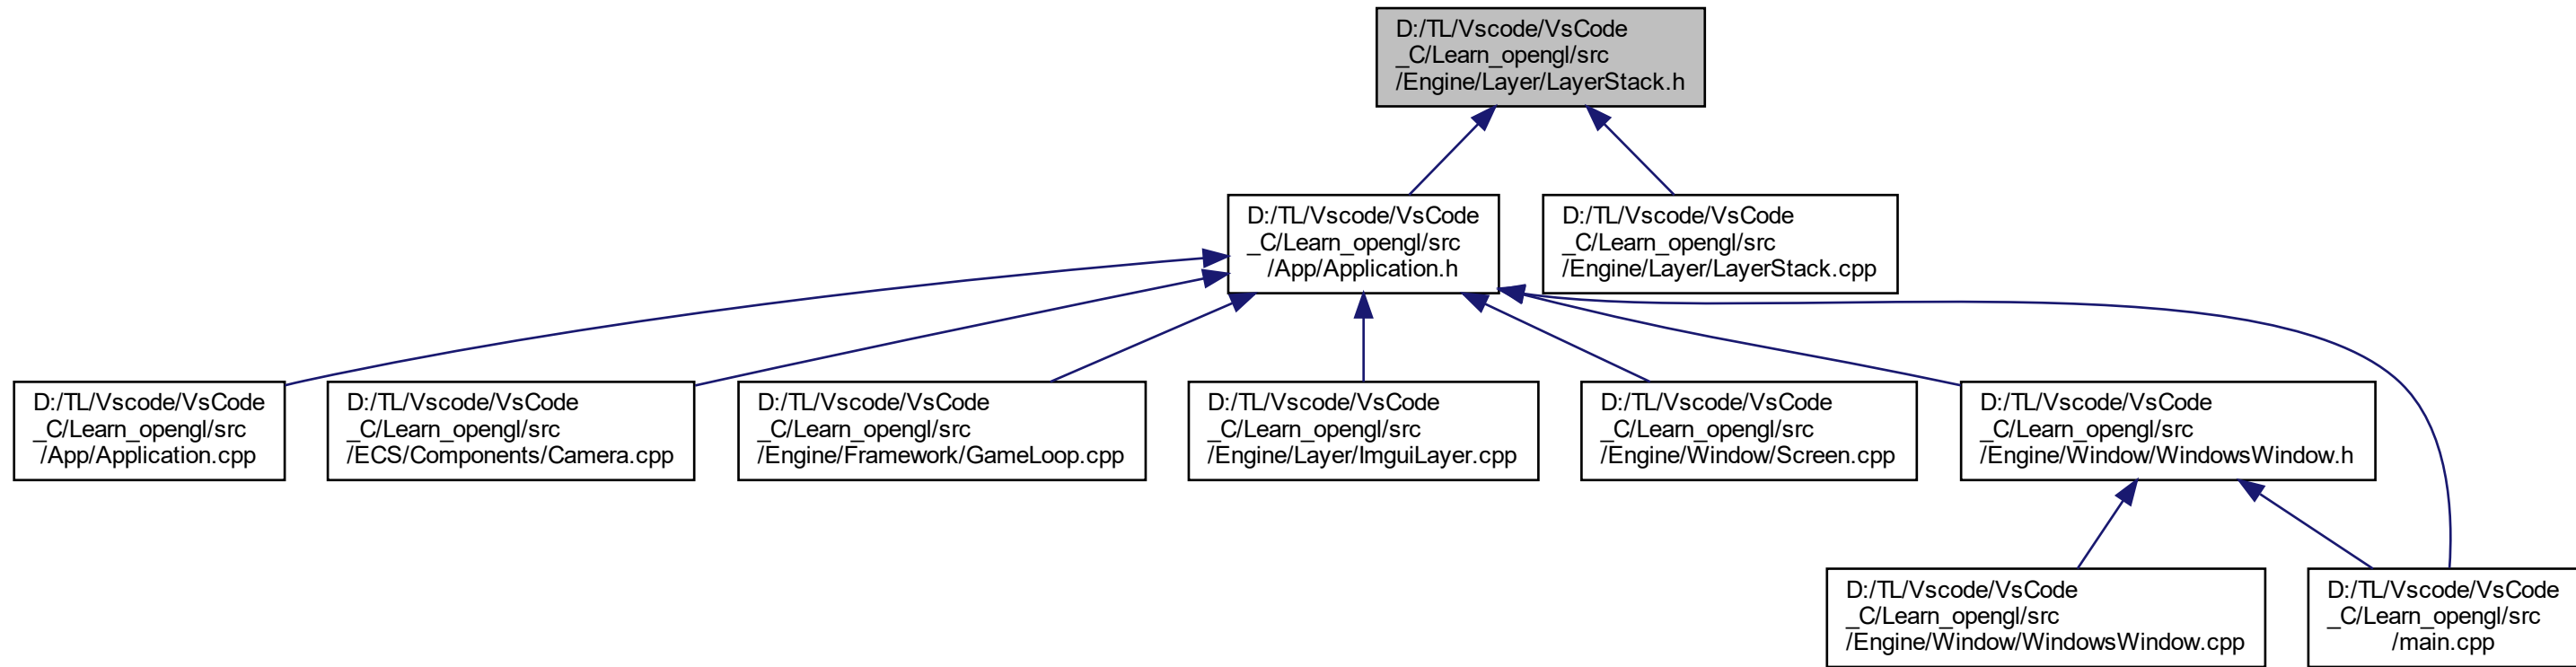 D:/TL/Vscode/VsCode
_C/Learn_opengl/src
/Engine/Layer/LayerStack.h
D:/TL/Vscode/VsCode
_C/Learn_opengl/src
/App/Application.h
D:/TL/Vscode/VsCode
_C/Learn_opengl/src
/Engine/Layer/LayerStack.cpp
D:/TL/Vscode/VsCode
_C/Learn_opengl/src
/App/Application.cpp
D:/TL/Vscode/VsCode
_C/Learn_opengl/src
/ECS/Components/Camera.cpp
D:/TL/Vscode/VsCode
_C/Learn_opengl/src
/Engine/Framework/GameLoop.cpp
D:/TL/Vscode/VsCode
_C/Learn_opengl/src
/Engine/Layer/ImguiLayer.cpp
D:/TL/Vscode/VsCode
_C/Learn_opengl/src
/Engine/Window/Screen.cpp
D:/TL/Vscode/VsCode
_C/Learn_opengl/src
/Engine/Window/WindowsWindow.h
D:/TL/Vscode/VsCode
_C/Learn_opengl/src
/Engine/Window/WindowsWindow.cpp
D:/TL/Vscode/VsCode
_C/Learn_opengl/src
/main.cpp